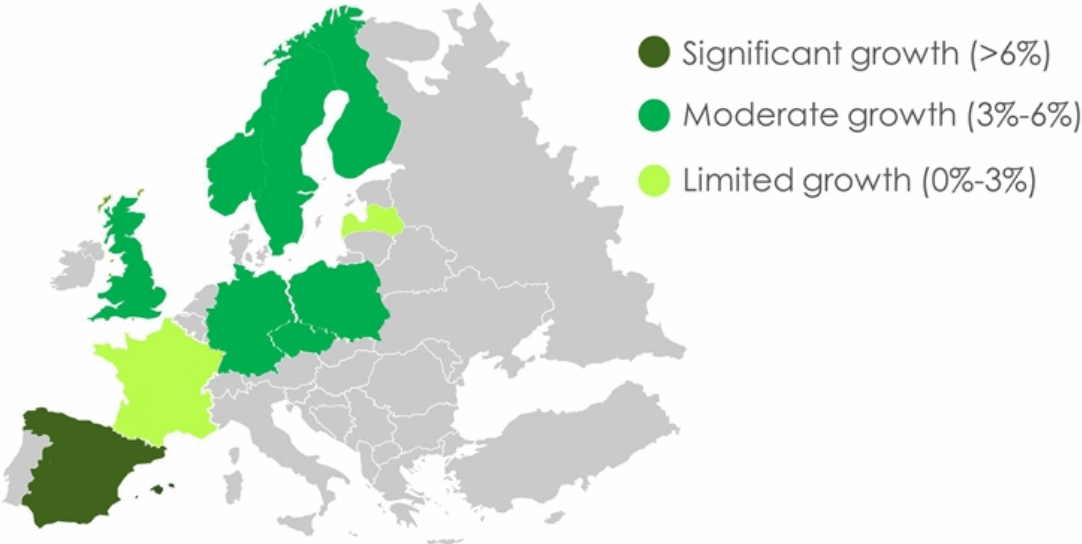 Significant growth (>6%)
Moderate growth (3%-6%)
Limited growth (0%-3%)